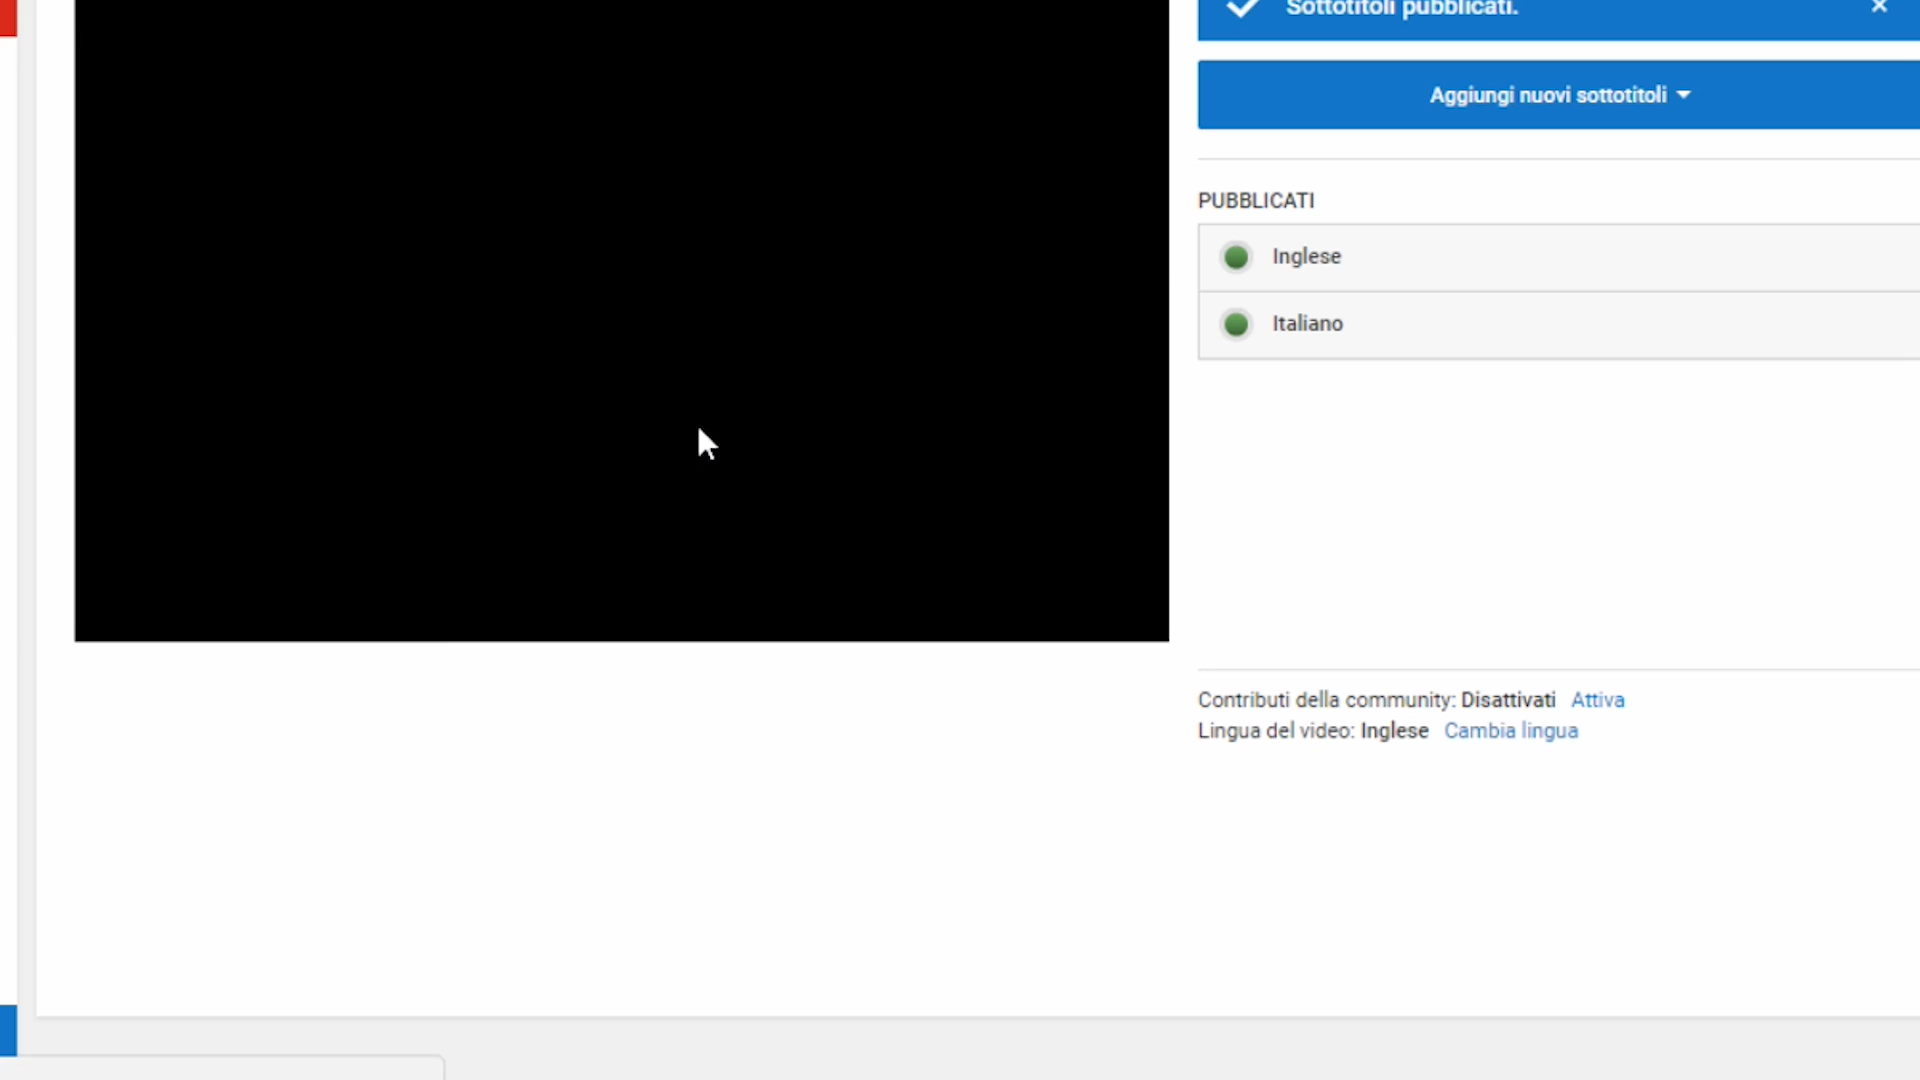 Sottotitoli pubblicati.
Aggiungi nuovi sottotitoli
PUBBLICATI
Inglese
Italiano
Contributi della community: Disattivati Attiva
Lingua del video: Inglese Cambia lingua